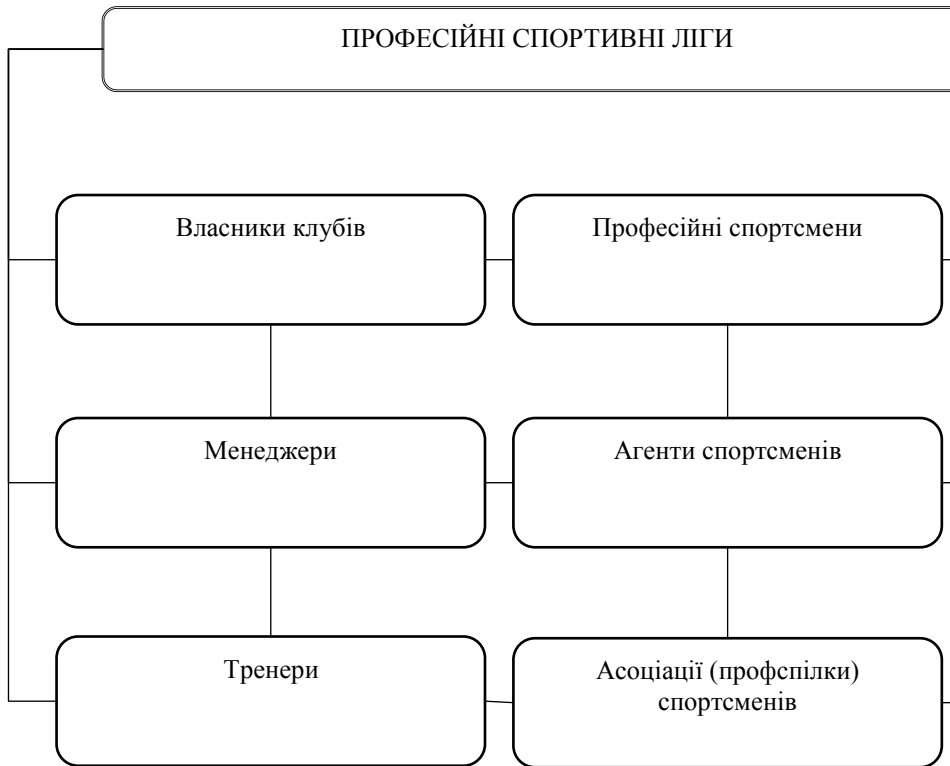 ПРОФЕСІЙНІ СПОРТИВНІ ЛІГИ
Власники клубів
Професійні спортсмени
Менеджери
Агенти спортсменів
Тренери
Асоціації (профспілки)
спортсменів